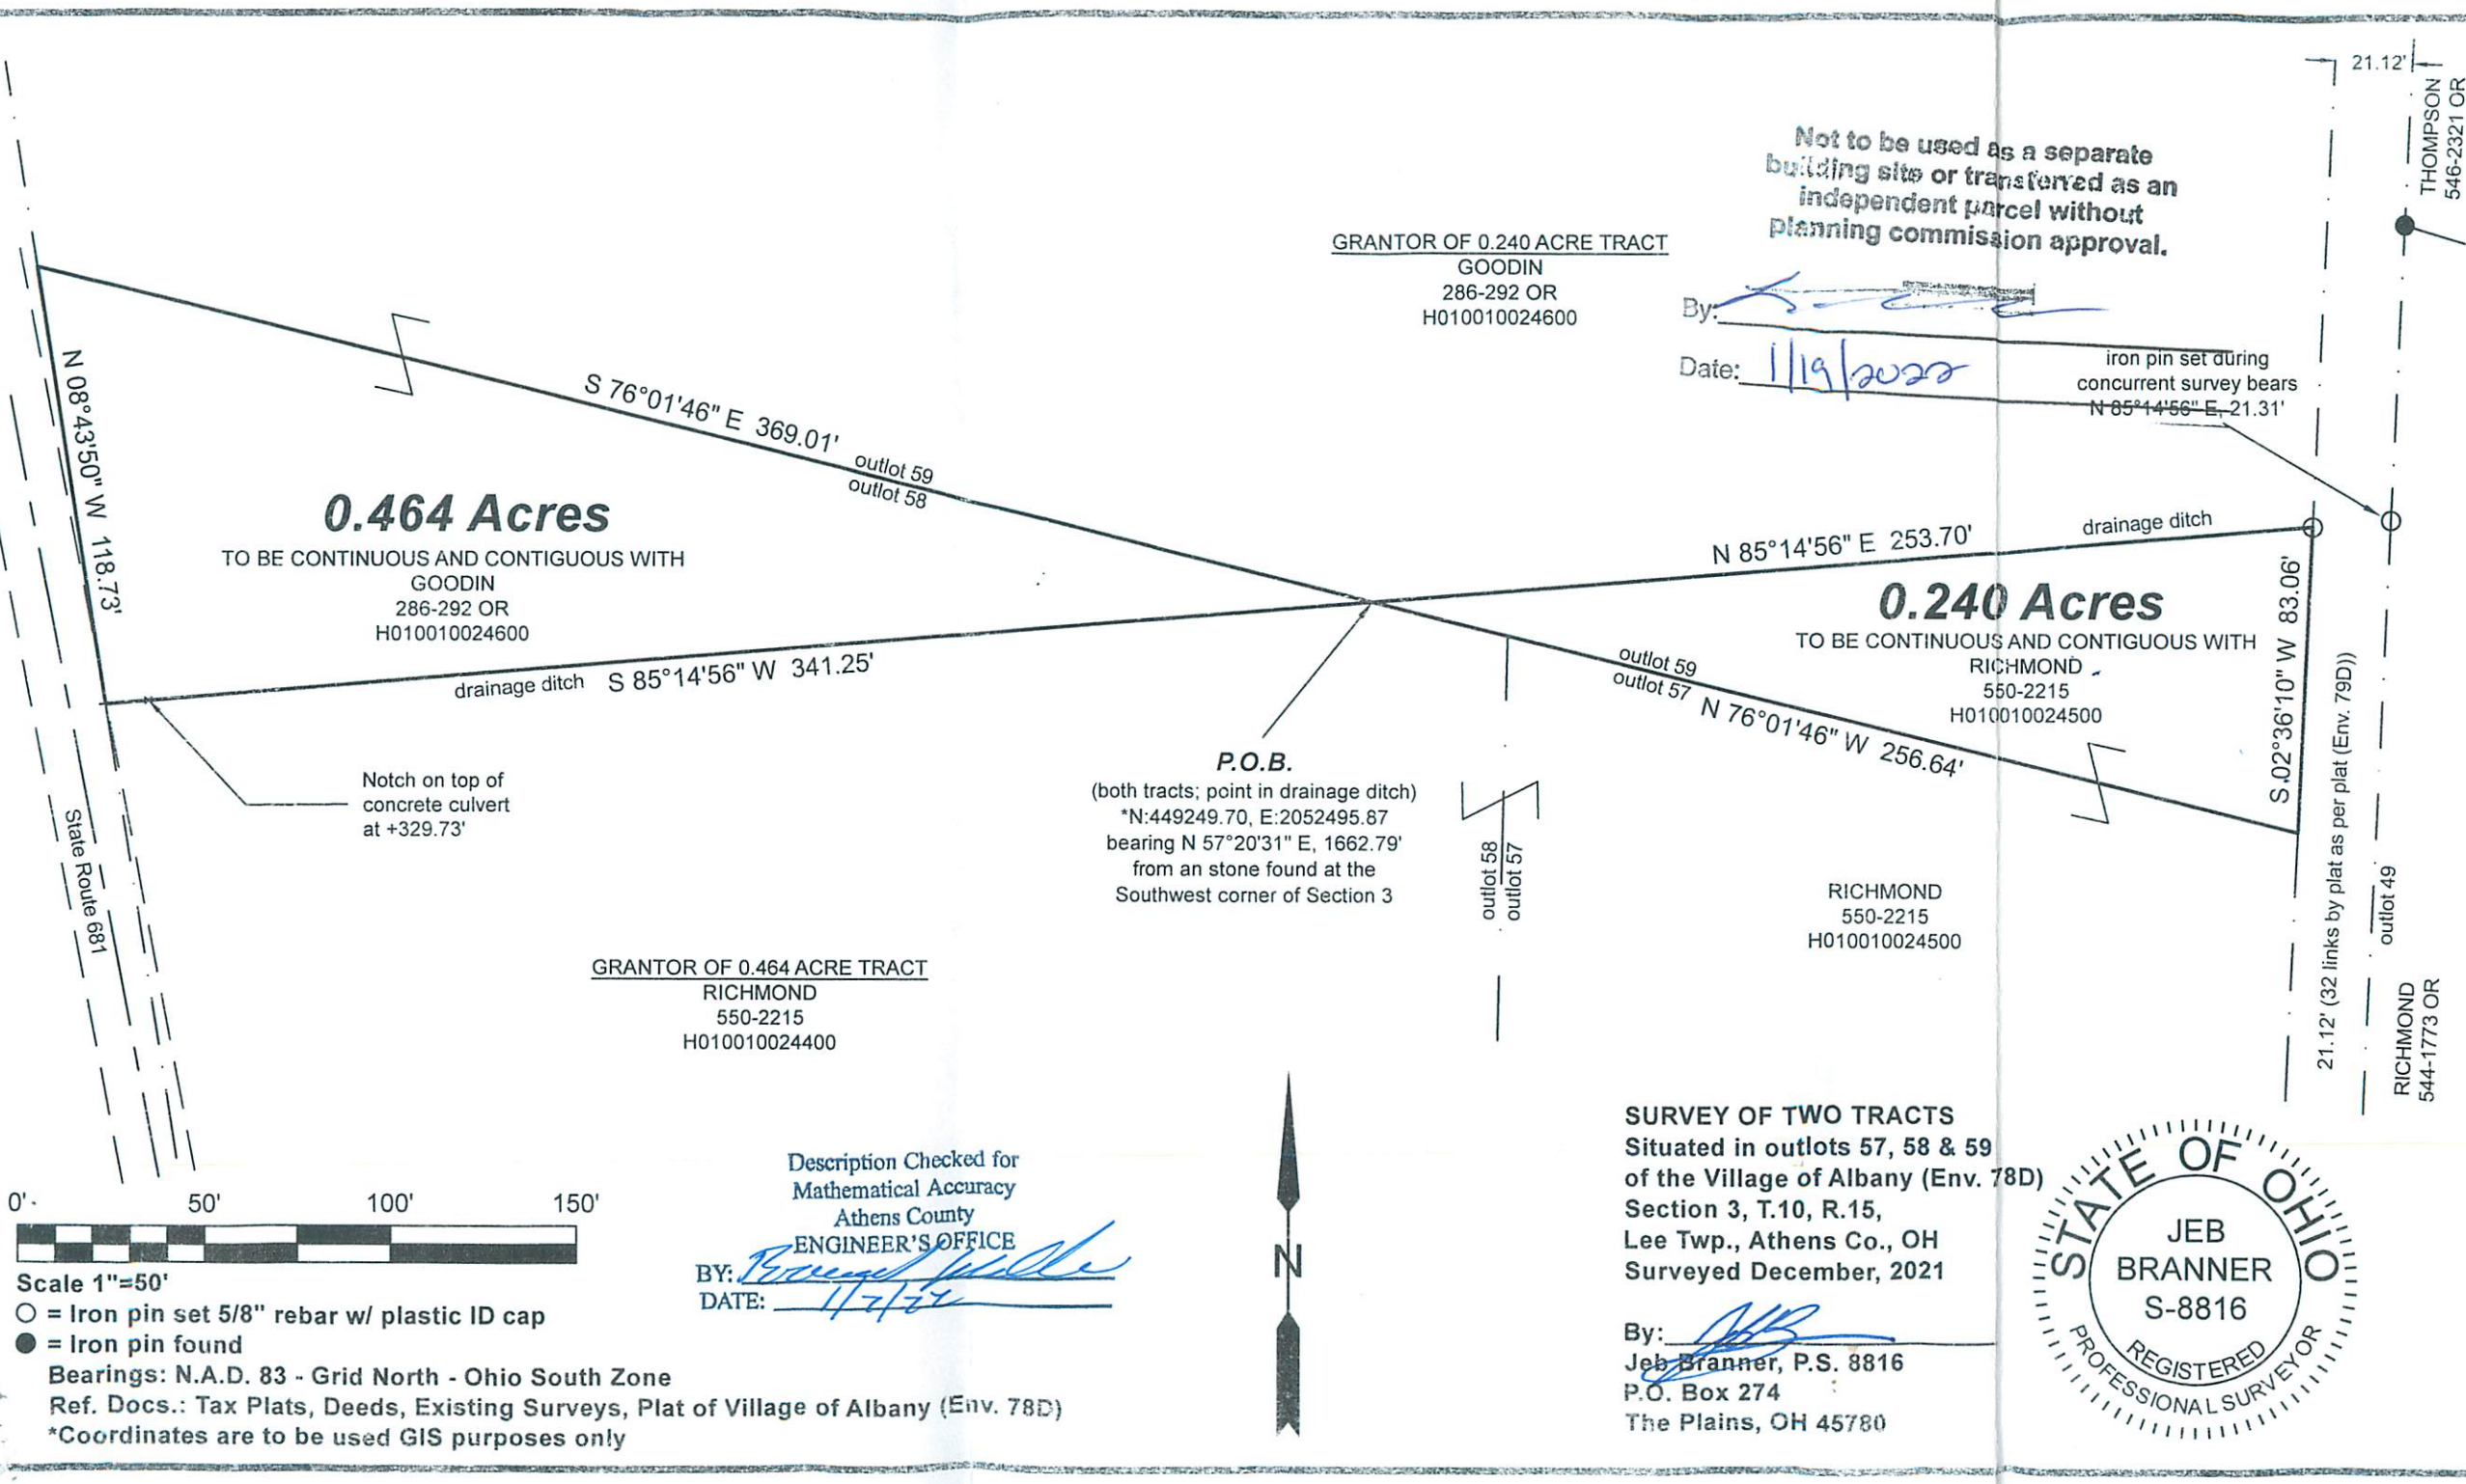 21.12'
THOMPSON
546-2321 OR
Not to be used as a separate
building site or transferred as an
independent parcel without
planning commission approval.
By:
Date: 1/19/2022
GRANTOR OF 0.240 ACRE TRACT
GOODIN
286-292 OR
H010010024600
iron pin set during
concurrent survey bears
N 85°14'56" E, 21.31'
N 08°43'50" W 118.73'
S 76°01'46" E 369.01'
outlot 59
outlot 58
0.464 Acres
TO BE CONTINUOUS AND CONTIGUOUS WITH
GOODIN
286-292 OR
H010010024600
drainage ditch S 85°14'56" W 341.25'
N 85°14'56" E 253.70'
drainage ditch
0.240 Acres
TO BE CONTINUOUS AND CONTIGUOUS WITH
RICHMOND
550-2215
H010010024500
S 02°36'10" W 83.06'
outlot 59
outlot 57
N 76°01'46" W 256.64'
Notch on top of
concrete culvert
at +329.73'
State Route 681
P.O.B.
(both tracts; point in drainage ditch)
*N:449249.70, E:2052495.87
bearing N 57°20'31" E, 1662.79'
from an stone found at the
Southwest corner of Section 3
outlot 58
outlot 57
RICHMOND
550-2215
H010010024500
21.12' (32 links by plat as per plat (Env. 79D))
outlot 49
RICHMOND
544-1773 OR
GRANTOR OF 0.464 ACRE TRACT
RICHMOND
550-2215
H010010024400
0' 50' 100' 150'
Scale 1"=50'
= Iron pin set 5/8" rebar w/ plastic ID cap
= Iron pin found
Bearings: N.A.D. 83 - Grid North - Ohio South Zone
Ref. Docs.: Tax Plats, Deeds, Existing Surveys, Plat of Village of Albany (Env. 78D)
*Coordinates are to be used GIS purposes only
Description Checked for
Mathematical Accuracy
Athens County
ENGINEER'S OFFICE
BY:
DATE: 1/7/22
N
SURVEY OF TWO TRACTS
Situated in outlots 57, 58 & 59
of the Village of Albany (Env. 78D)
Section 3, T.10, R.15,
Lee Twp., Athens Co., OH
Surveyed December, 2021
By:
Jeb Branner, P.S. 8816
P.O. Box 274
The Plains, OH 45780
STATE OF OHIO
JEB
BRANNER
S-8816
REGISTERED
PROFESSIONAL SURVEYOR